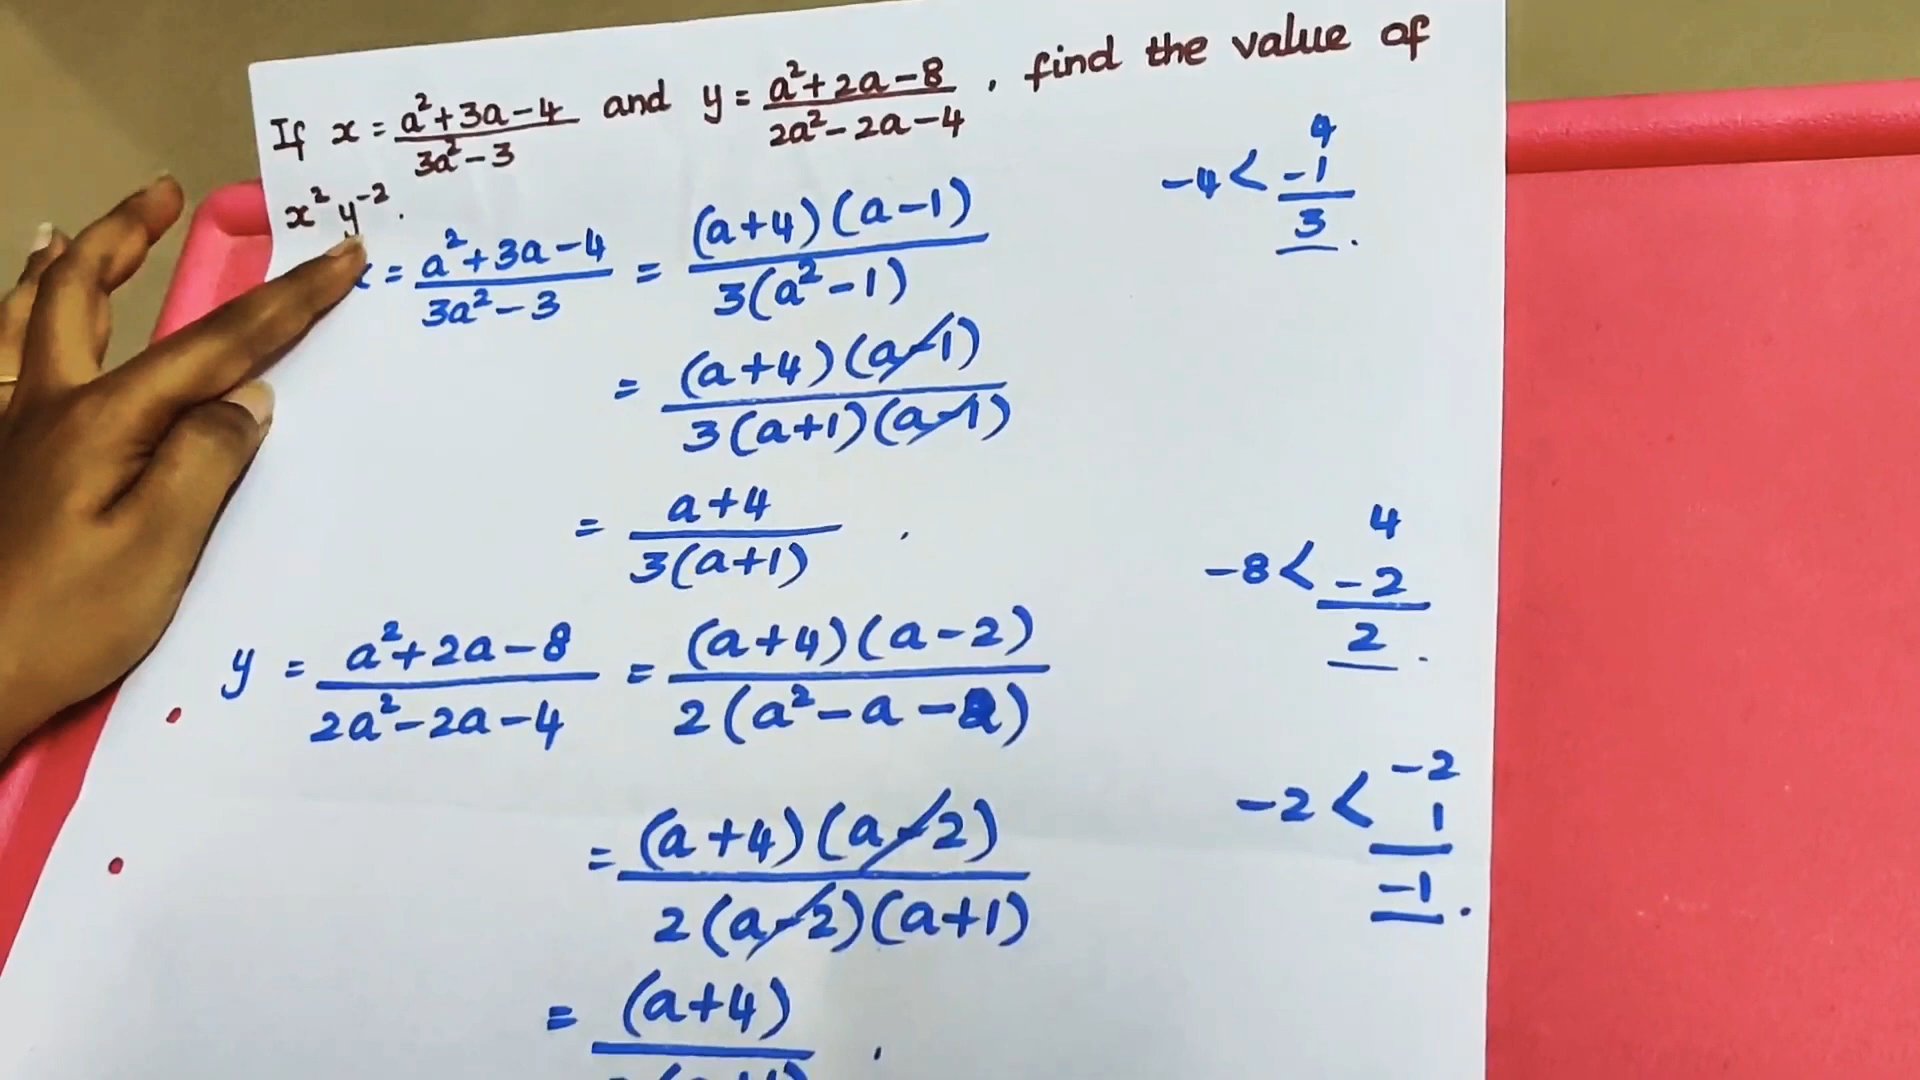 If x = (a²+3a-4)/(3a²-3) and y = (a²+2a-8)/(2a²-2a-4), find the value of
x² y⁻².
= (a²+3a-4)/(3a²-3) = ((a+4)(a-1))/(3(a²-1))
-4 < 4
-1
3.
= ((a+4)(a-1))/(3(a+1)(a-1))
= (a+4)/(3(a+1)) .
-8 < 4
-2
2.
y = (a²+2a-8)/(2a²-2a-4) = ((a+4)(a-2))/(2(a²-a-2))
= ((a+4)(a-2))/(2(a-2)(a+1))
-2 < -2
1
-1.
= (a+4)